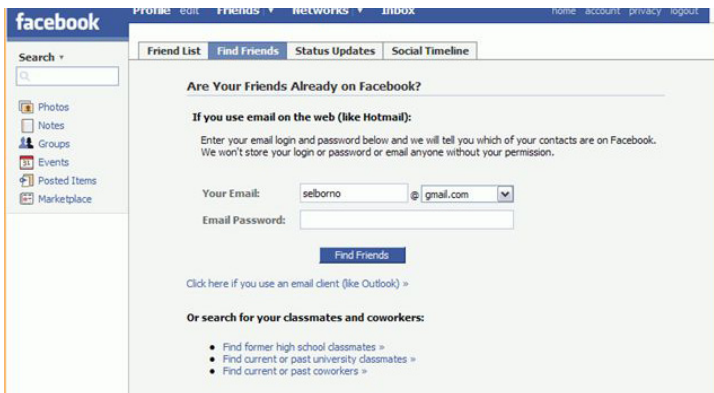 Profile edit Friends Networks Inbox home account privacy logout
facebook
Search
Photos
Notes
Groups
31 Events
Posted Items
Marketplace
Friend List Find Friends Status Updates Social Timeline
Are Your Friends Already on Facebook?
If you use email on the web (like Hotmail):
Enter your email login and password below and we will tell you which of your contacts are on Facebook.
We won't store your login or password or email anyone without your permission.
Your Email: selborno @ gmail.com
Email Password:
Find Friends
Click here if you use an email client (like Outlook) »
Or search for your classmates and coworkers:
• Find former high school classmates »
• Find current or past university classmates »
• Find current or past coworkers »